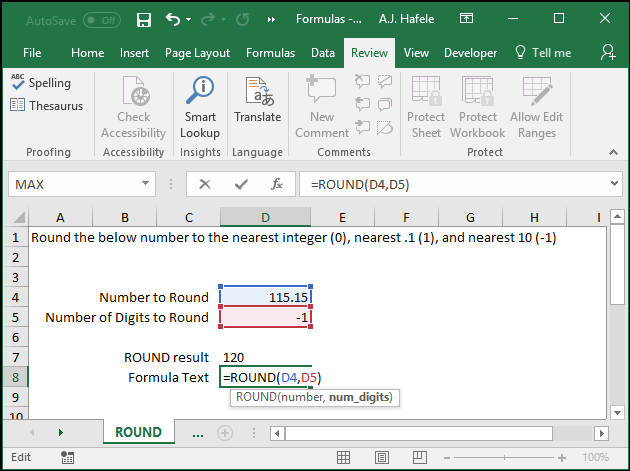 AutoSave Off Formulas -... A.J. Hafele
File Home Insert Page Layout Formulas Data Review View Developer Tell me
ABC Spelling
Thesaurus
Check Accessibility
Smart Lookup
Translate
New Comment
Protect Sheet
Protect Workbook
Allow Edit Ranges
Proofing Accessibility Insights Language Comments Protect
MAX fx =ROUND(D4,D5)
A B C D E F G H I
1 Round the below number to the nearest integer (0), nearest .1 (1), and nearest 10 (-1)
2
3
4 Number to Round 115.15
5 Number of Digits to Round -1
6
7 ROUND result 120
8 Formula Text =ROUND(D4,D5)
9 ROUND(number, num_digits)
10
ROUND ...
Edit 100%